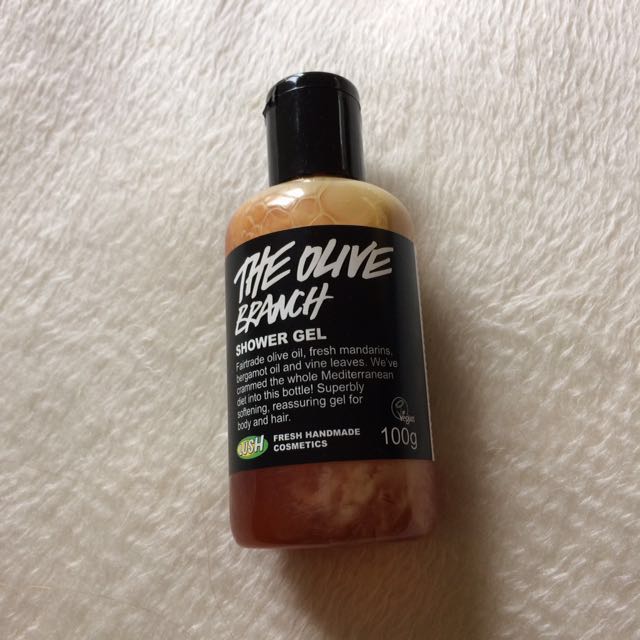 THE OLIVE
BRANCH
SHOWER GEL
Fairtrade olive oil, fresh mandarins,
bergamot oil and vine leaves. We've
crammed the whole Mediterranean
diet into this bottle! Superbly
softening, reassuring gel for
body and hair.
Vegan
100g
LUSH
FRESH HANDMADE
COSMETICS